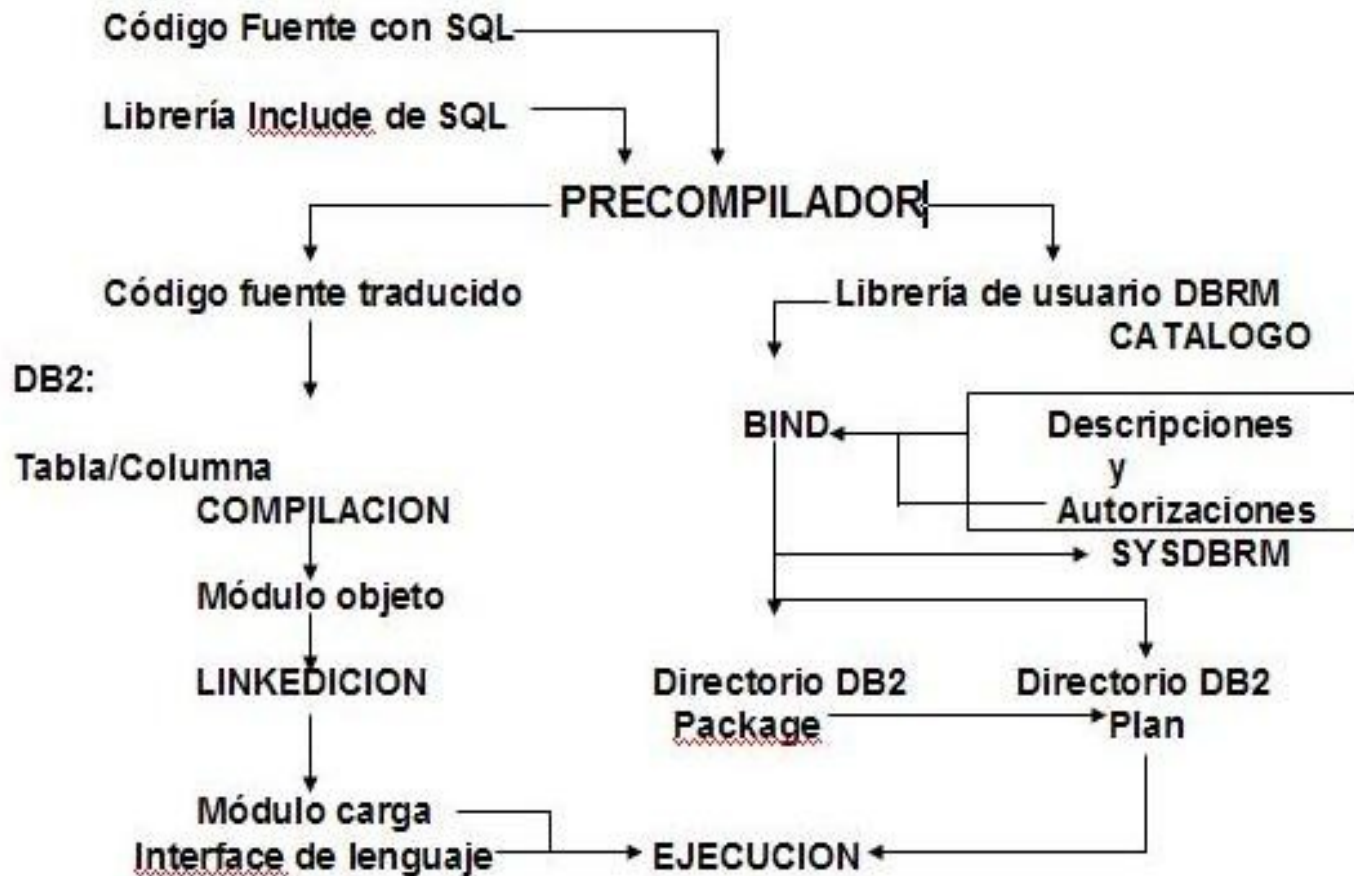 Código Fuente con SQL
Librería Include de SQL
PRECOMPILADOR
Código fuente traducido
Librería de usuario DBRM
CATALOGO
DB2:
BIND
Descripciones
y
Autorizaciones
Tabla/Columna
COMPILACION
SYSDBRM
Módulo objeto
LINKEDICION
Directorio DB2
Package
Directorio DB2
Plan
Módulo carga
Interface de lenguaje
EJECUCION